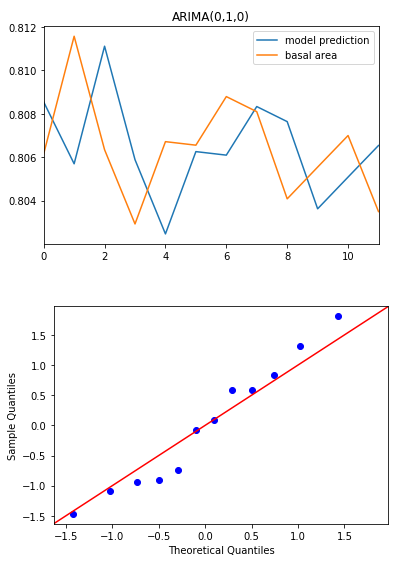 ARIMA(0,1,0)
model prediction
basal area
0.812
0.810
0.808
0.806
0.804
0 2 4 6 8 10
Sample Quantiles
1.5
1.0
0.5
0.0
−0.5
−1.0
−1.5
−1.5 −1.0 −0.5 0.0 0.5 1.0 1.5
Theoretical Quantiles